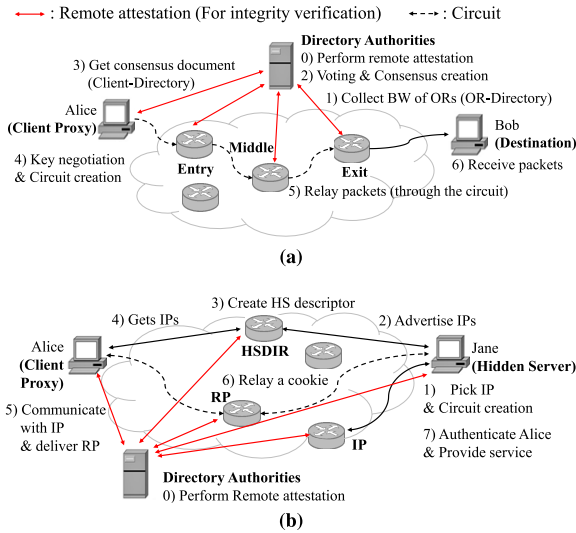 : Remote attestation (For integrity verification)
: Circuit
Directory Authorities
0) Perform remote attestation
2) Voting & Consensus creation
3) Get consensus document
(Client-Directory)
1) Collect BW of ORs (OR-Directory)
Alice
(Client Proxy)
Bob
(Destination)
Middle
4) Key negotiation
& Circuit creation
Entry
Exit
6) Receive packets
5) Relay packets (through the circuit)
(a)
3) Create HS descriptor
4) Gets IPs
2) Advertise IPs
Alice
(Client
Proxy)
HSDIR
Jane
(Hidden Server)
6) Relay a cookie
RP
1) Pick IP
& Circuit creation
5) Communicate
with IP
& deliver RP
IP
7) Authenticate Alice
& Provide service
Directory Authorities
0) Perform Remote attestation
(b)